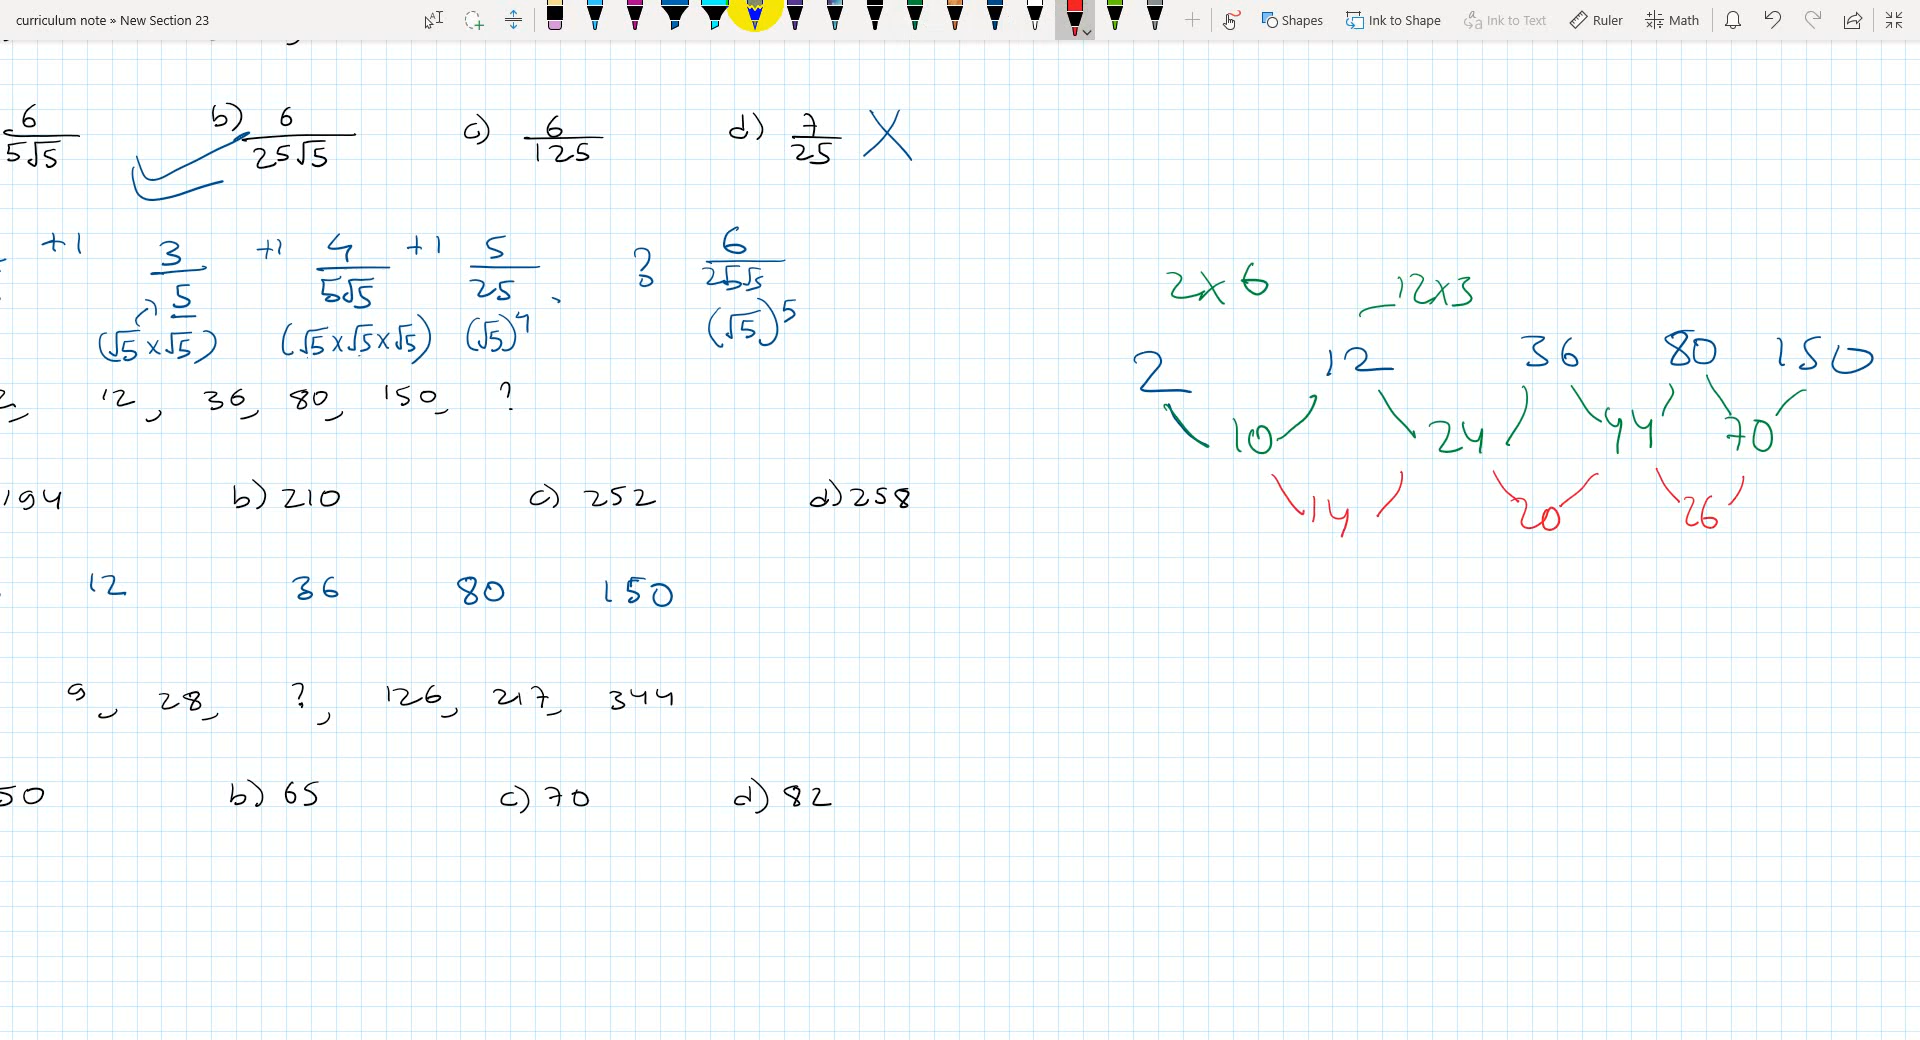 curriculum note » New Section 23
Shapes Ink to Shape Ink to Text Ruler Math
6/5√5 b) 6/25√5 c) 6/125 d) 7/25 X
+1 3/5 +1 4/5√5 +1 5/25 , ? 6/25√5
(√5×√5) (√5×√5×√5) (√5)^4 (√5)^5
2, 12, 36, 80, 150, ?
194 b) 210 c) 252 d) 258
12 36 80 150
9, 28, ?, 126, 217, 344
50 b) 65 c) 70 d) 82
2×6 12×3
2 12 36 80 150
10 24 44 70
14 20 26